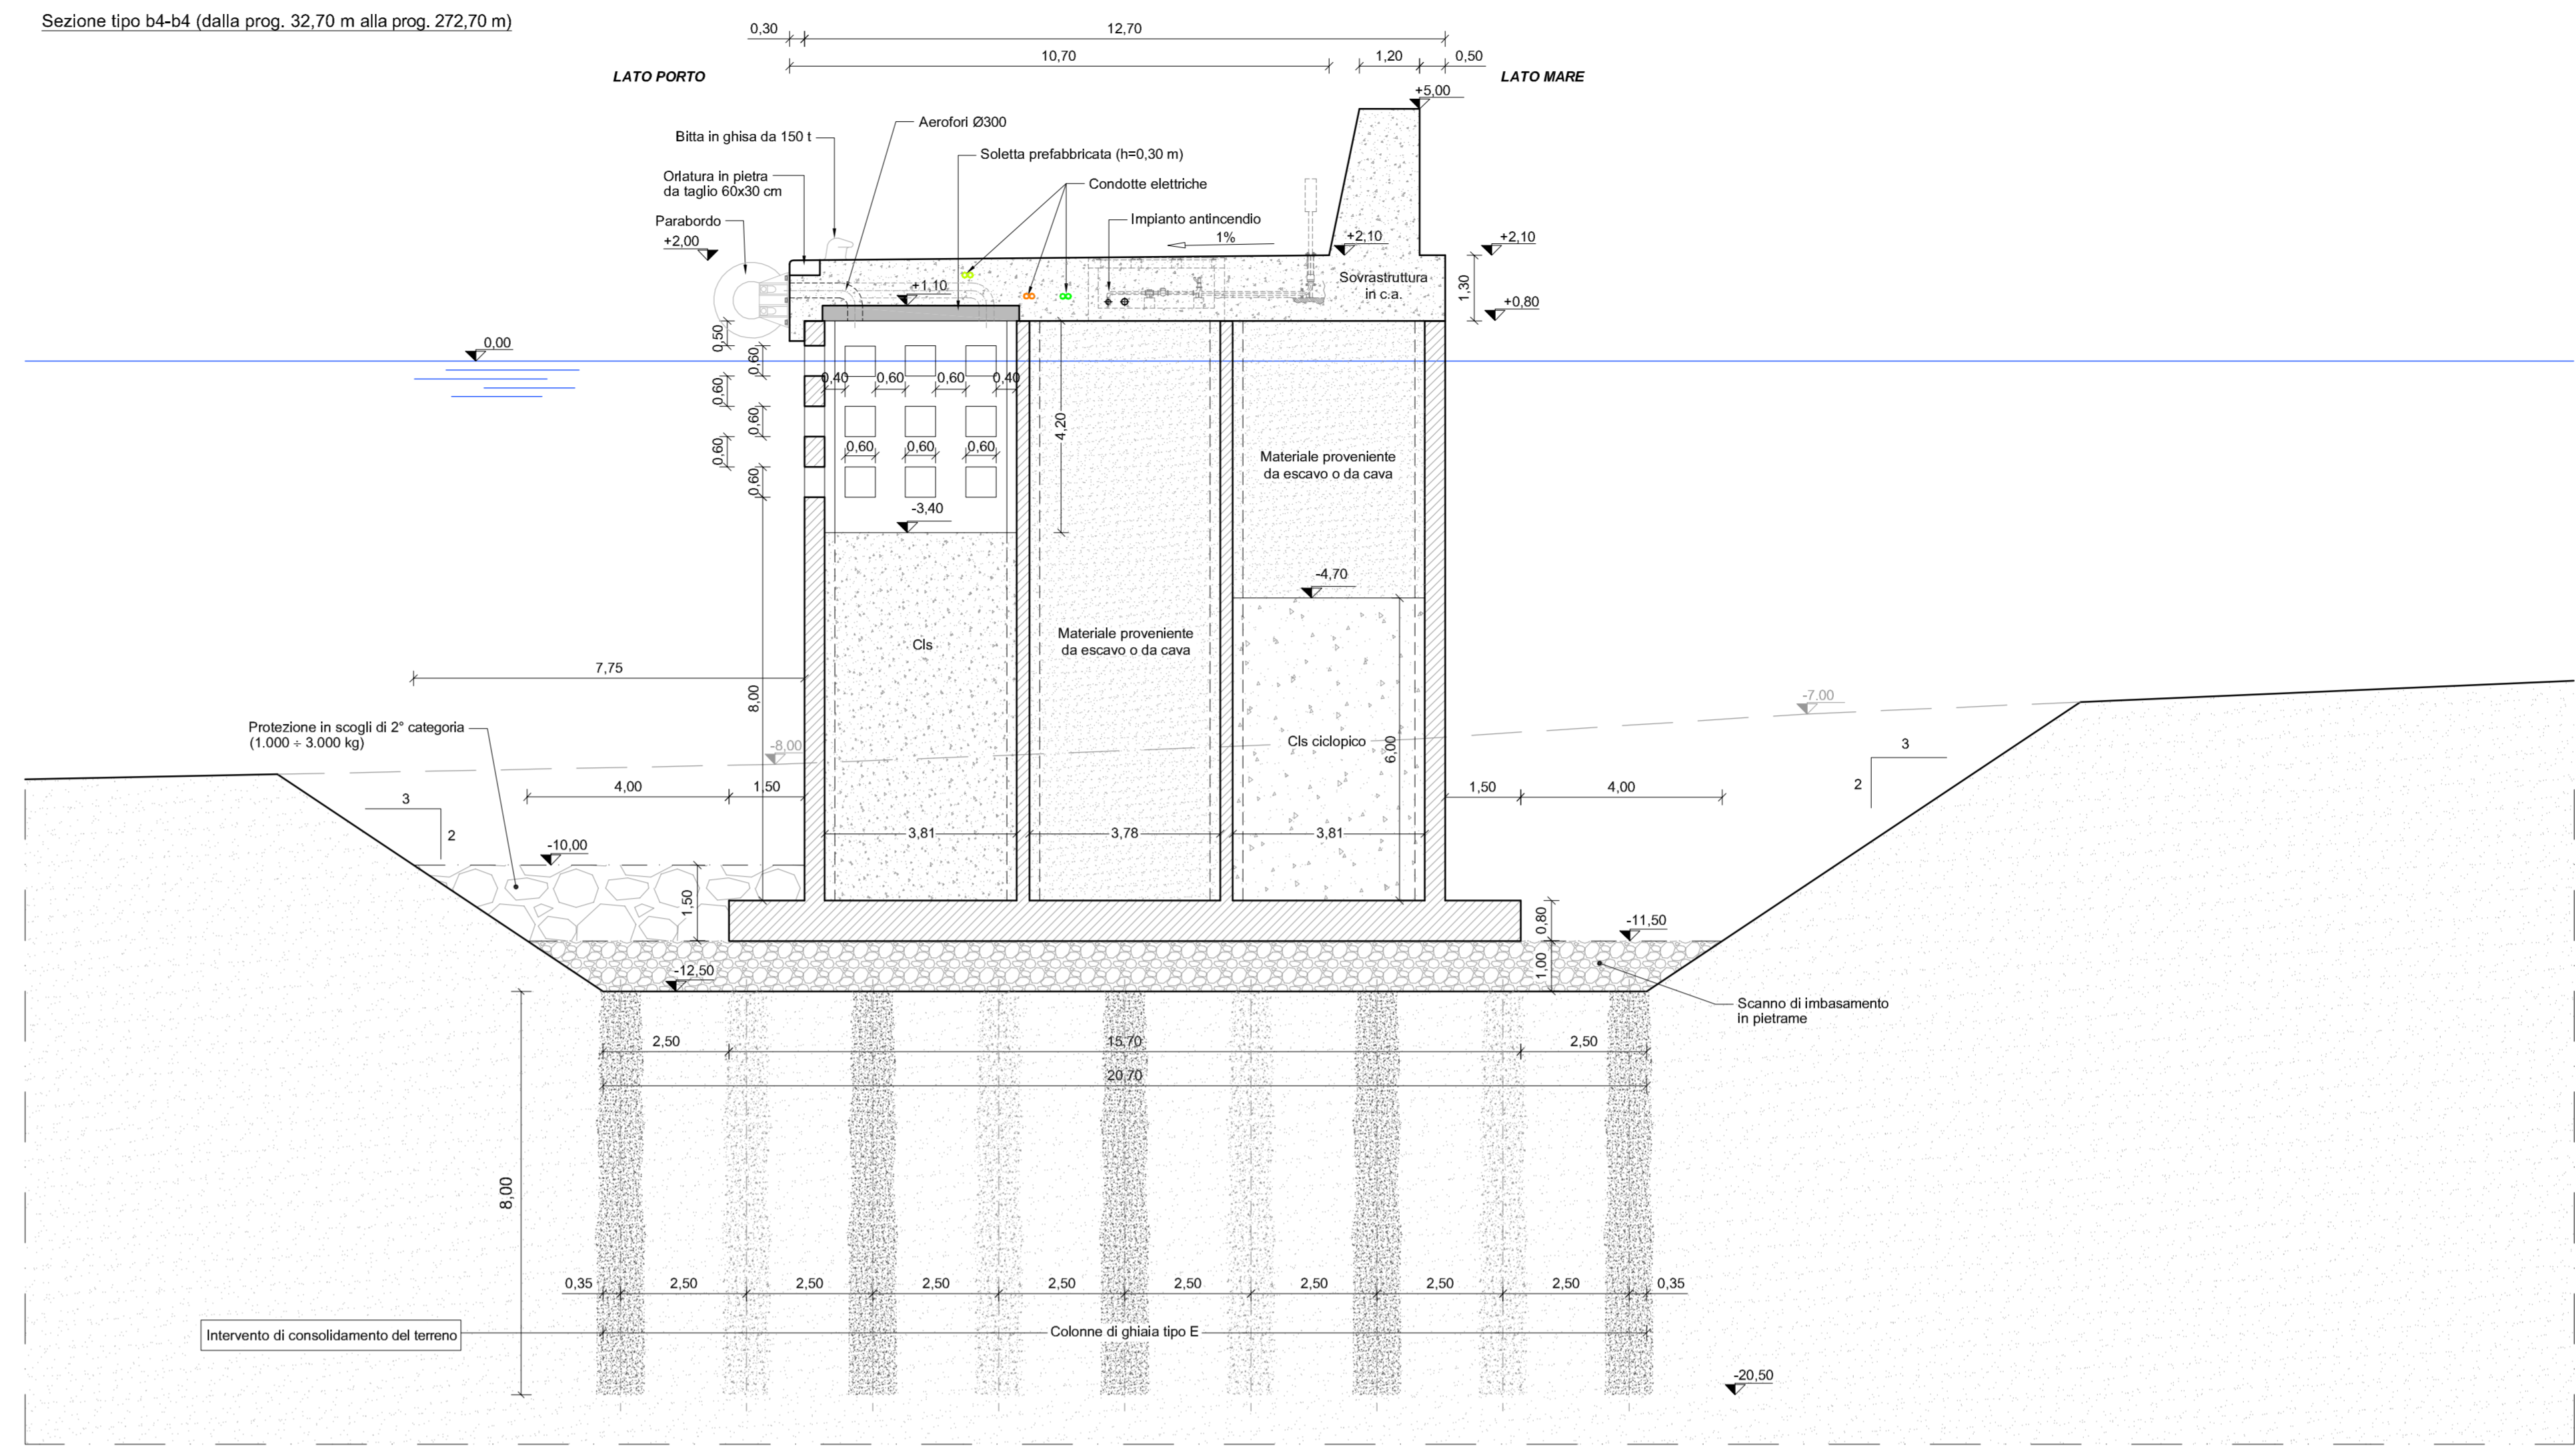 Sezione tipo b4-b4 (dalla prog. 32,70 m alla prog. 272,70 m)
0,30
12,70
10,70
1,20
0,50
LATO PORTO
LATO MARE
+5,00
Aerofori Ø300
Bitta in ghisa da 150 t
Soletta prefabbricata (h=0,30 m)
Orlatura in pietra
da taglio 60x30 cm
Condotte elettriche
Parabordo
Impianto antincendio
+2,00
1%
+2,10
+2,10
+1,10
Sovrastruttura
in c.a.
1,30
+0,80
0,50
0,00
0,60
0,40
0,60
0,60
0,40
0,60
0,60
4,20
0,60
0,60
0,60
0,60
0,60
Materiale proveniente
da escavo o da cava
-3,40
-4,70
Cls
Materiale proveniente
da escavo o da cava
7,75
8,00
-7.00
Protezione in scogli di 2° categoria
(1.000 ÷ 3.000 kg)
-8,00
Cls ciclopico
6,00
3
2
4,00
1,50
1,50
4,00
3
2
3,81
3,78
3,81
-10,00
1,50
0,80
-11,50
1,00
-12,50
Scanno di imbasamento
in pietrame
2,50
15,70
2,50
20,70
8,00
0,35
2,50
2,50
2,50
2,50
2,50
2,50
2,50
2,50
0,35
Intervento di consolidamento del terreno
Colonne di ghiaia tipo E
-20,50